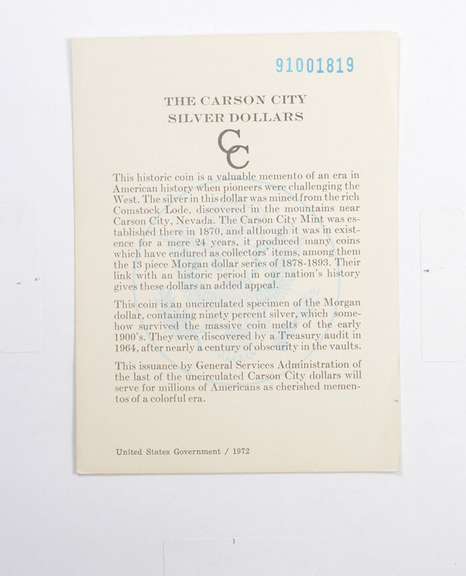 91001819
THE CARSON CITY
SILVER DOLLARS
CC
This historic coin is a valuable memento of an era in
American history when pioneers were challenging the
West. The silver in this dollar was mined from the rich
Comstock Lode, discovered in the mountains near
Carson City, Nevada. The Carson City Mint was es-
tablished there in 1870, and although it was in exist-
ence for a mere 24 years, it produced many coins
which have endured as collectors' items, among them
the 13 piece Morgan dollar series of 1878-1893. Their
link with an historic period in our nation's history
gives these dollars an added appeal.
This coin is an uncirculated specimen of the Morgan
dollar, containing ninety percent silver, which some-
how survived the massive coin melts of the early
1900's. They were discovered by a Treasury audit in
1964, after nearly a century of obscurity in the vaults.
This issuance by General Services Administration of
the last of the uncirculated Carson City dollars will
serve for millions of Americans as cherished memen-
tos of a colorful era.
United States Government / 1972